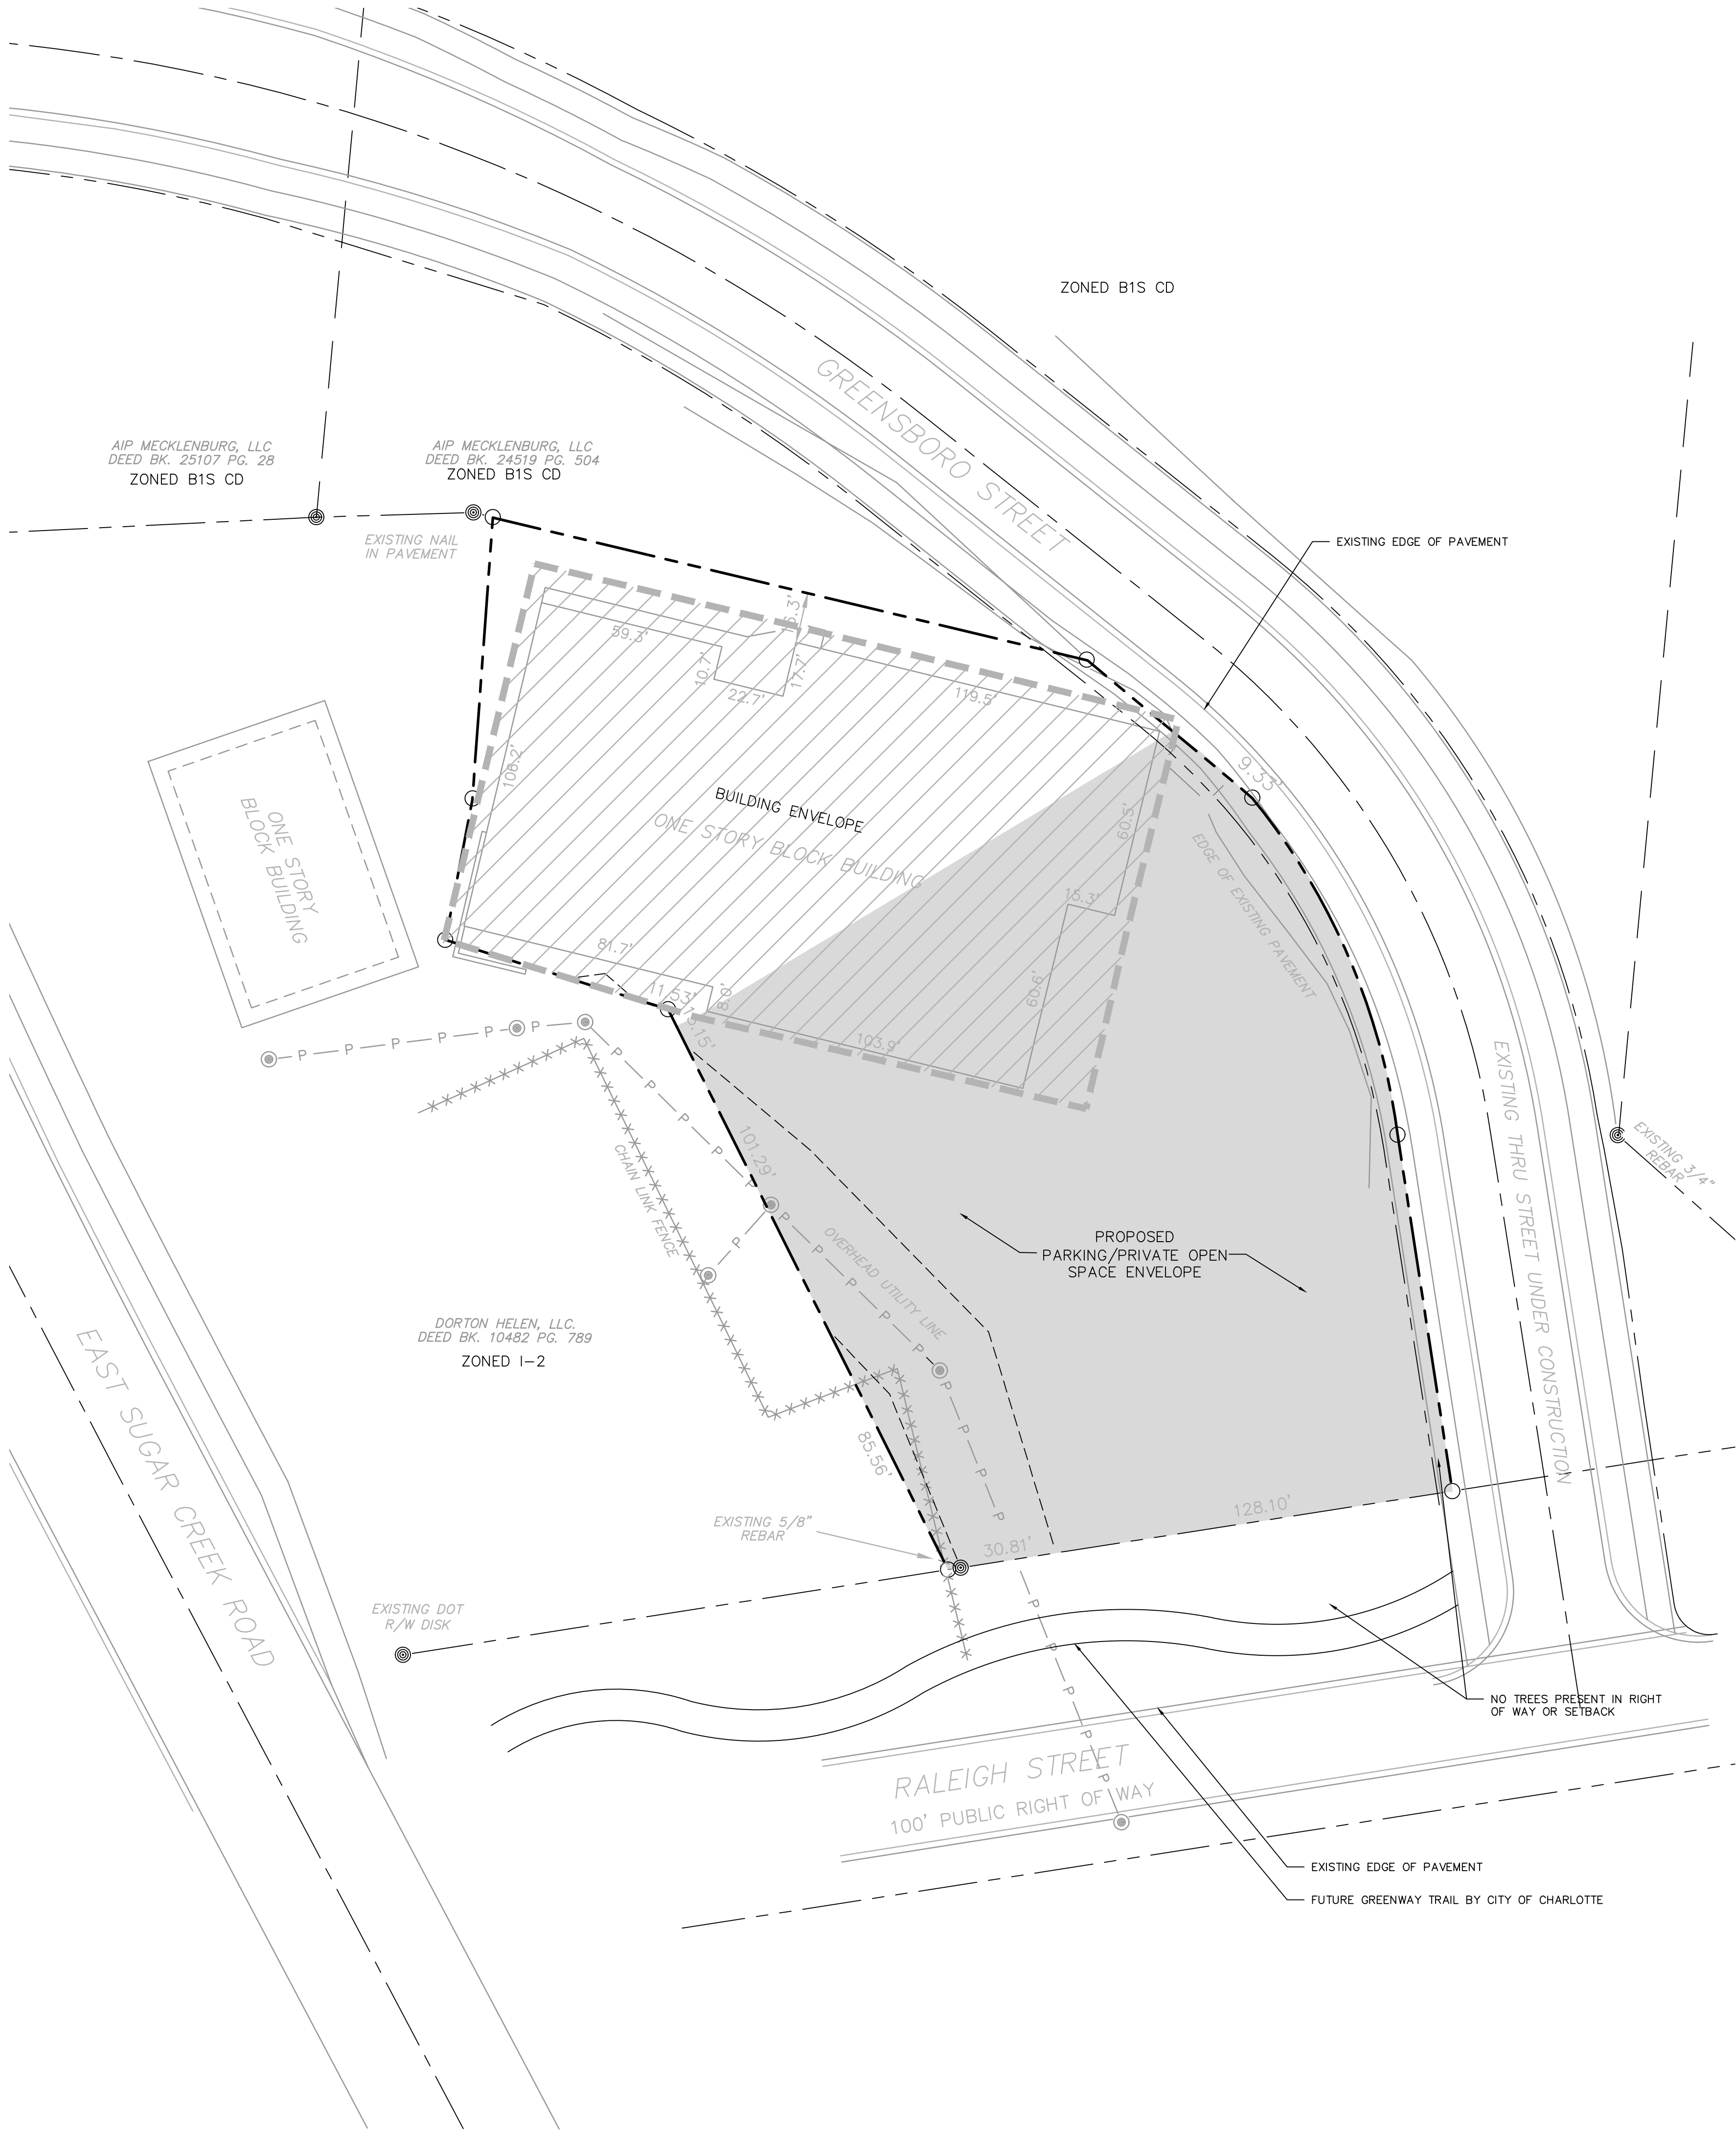 ZONED B1S CD
GREENSBORO STREET
AIP MECKLENBURG, LLC
DEED BK. 25107 PG. 28
ZONED B1S CD
AIP MECKLENBURG, LLC
DEED BK. 24519 PG. 504
ZONED B1S CD
EXISTING NAIL
IN PAVEMENT
EXISTING EDGE OF PAVEMENT
59.3'
10.7'
22.7'
17.7'
119.5'
106.2'
9.33'
BUILDING ENVELOPE
ONE STORY BLOCK BUILDING
60.5'
15.3'
EDGE OF EXISTING PAVEMENT
ONE STORY
BLOCK BUILDING
81.7'
11.53'
8.0'
60.6'
103.9'
P P P P P P
101.29'
CHAIN LINK FENCE
OVERHEAD UTILITY LINE
EXISTING THRU STREET UNDER CONSTRUCTION
EXISTING 3/4"
REBAR
PROPOSED
PARKING/PRIVATE OPEN
SPACE ENVELOPE
DORTON HELEN, LLC.
DEED BK. 10482 PG. 789
ZONED I-2
EAST SUGAR CREEK ROAD
85.56'
EXISTING 5/8"
REBAR
30.81'
128.10'
EXISTING DOT
R/W DISK
NO TREES PRESENT IN RIGHT
OF WAY OR SETBACK
RALEIGH STREET
100' PUBLIC RIGHT OF WAY
EXISTING EDGE OF PAVEMENT
FUTURE GREENWAY TRAIL BY CITY OF CHARLOTTE